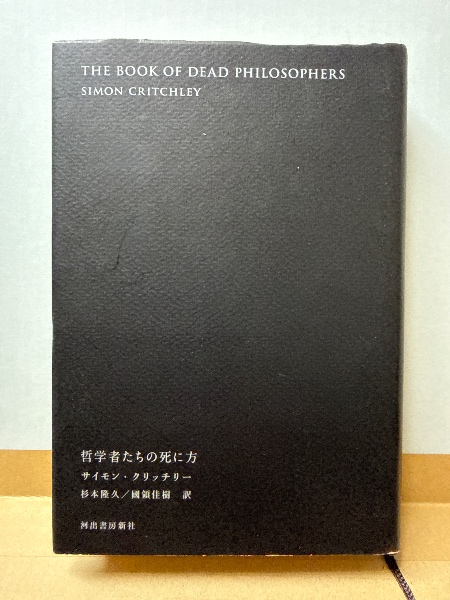 THE BOOK OF DEAD PHILOSOPHERS
SIMON CRITCHLEY
哲学者たちの死に方
サイモン・クリッチリー
杉本隆久／國領佳樹 訳
河出書房新社